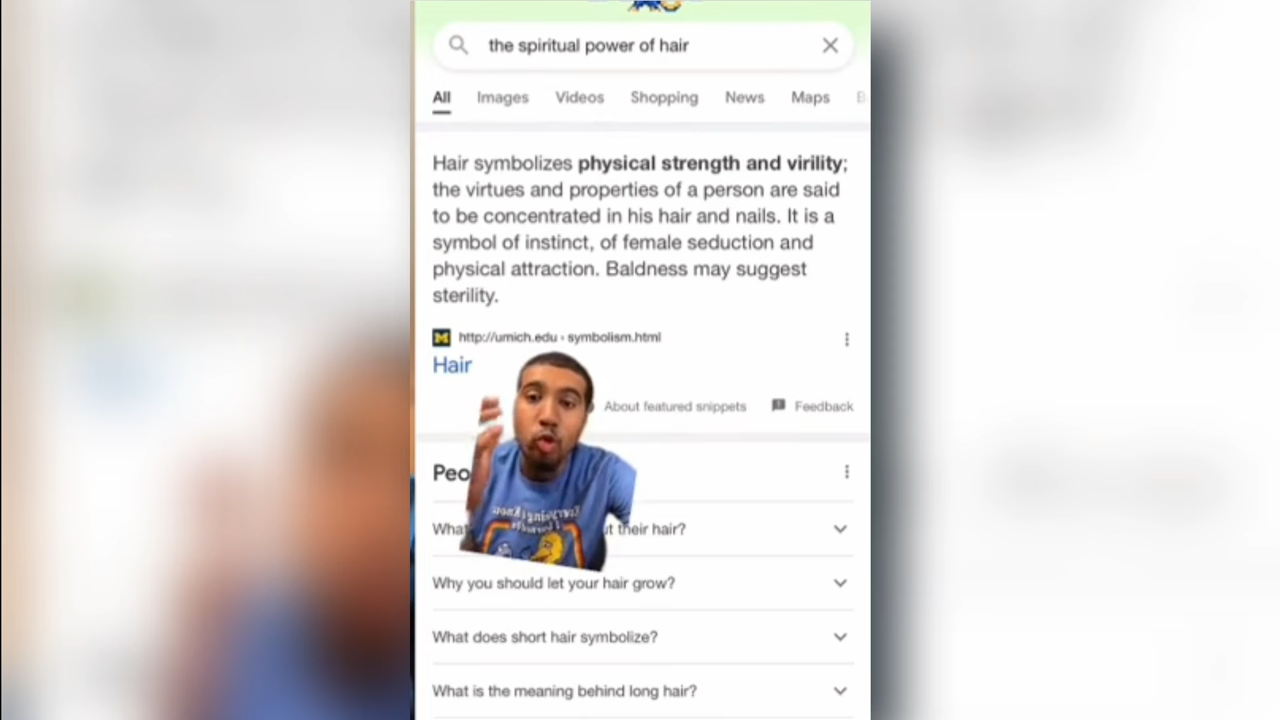 the spiritual power of hair
All Images Videos Shopping News Maps B
Hair symbolizes physical strength and virility;
the virtues and properties of a person are said
to be concentrated in his hair and nails. It is a
symbol of instinct, of female seduction and
physical attraction. Baldness may suggest
sterility.
http://umich.edu › symbolism.html
Hair
About featured snippets Feedback
Peo
What t their hair?
Why you should let your hair grow?
What does short hair symbolize?
What is the meaning behind long hair?